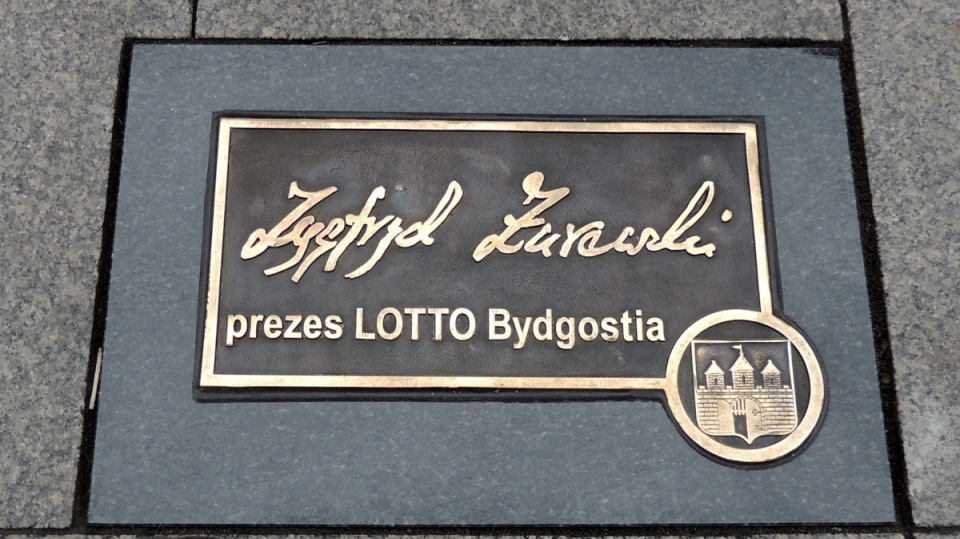 Zygfryd Żurawski
prezes LOTTO Bydgostia